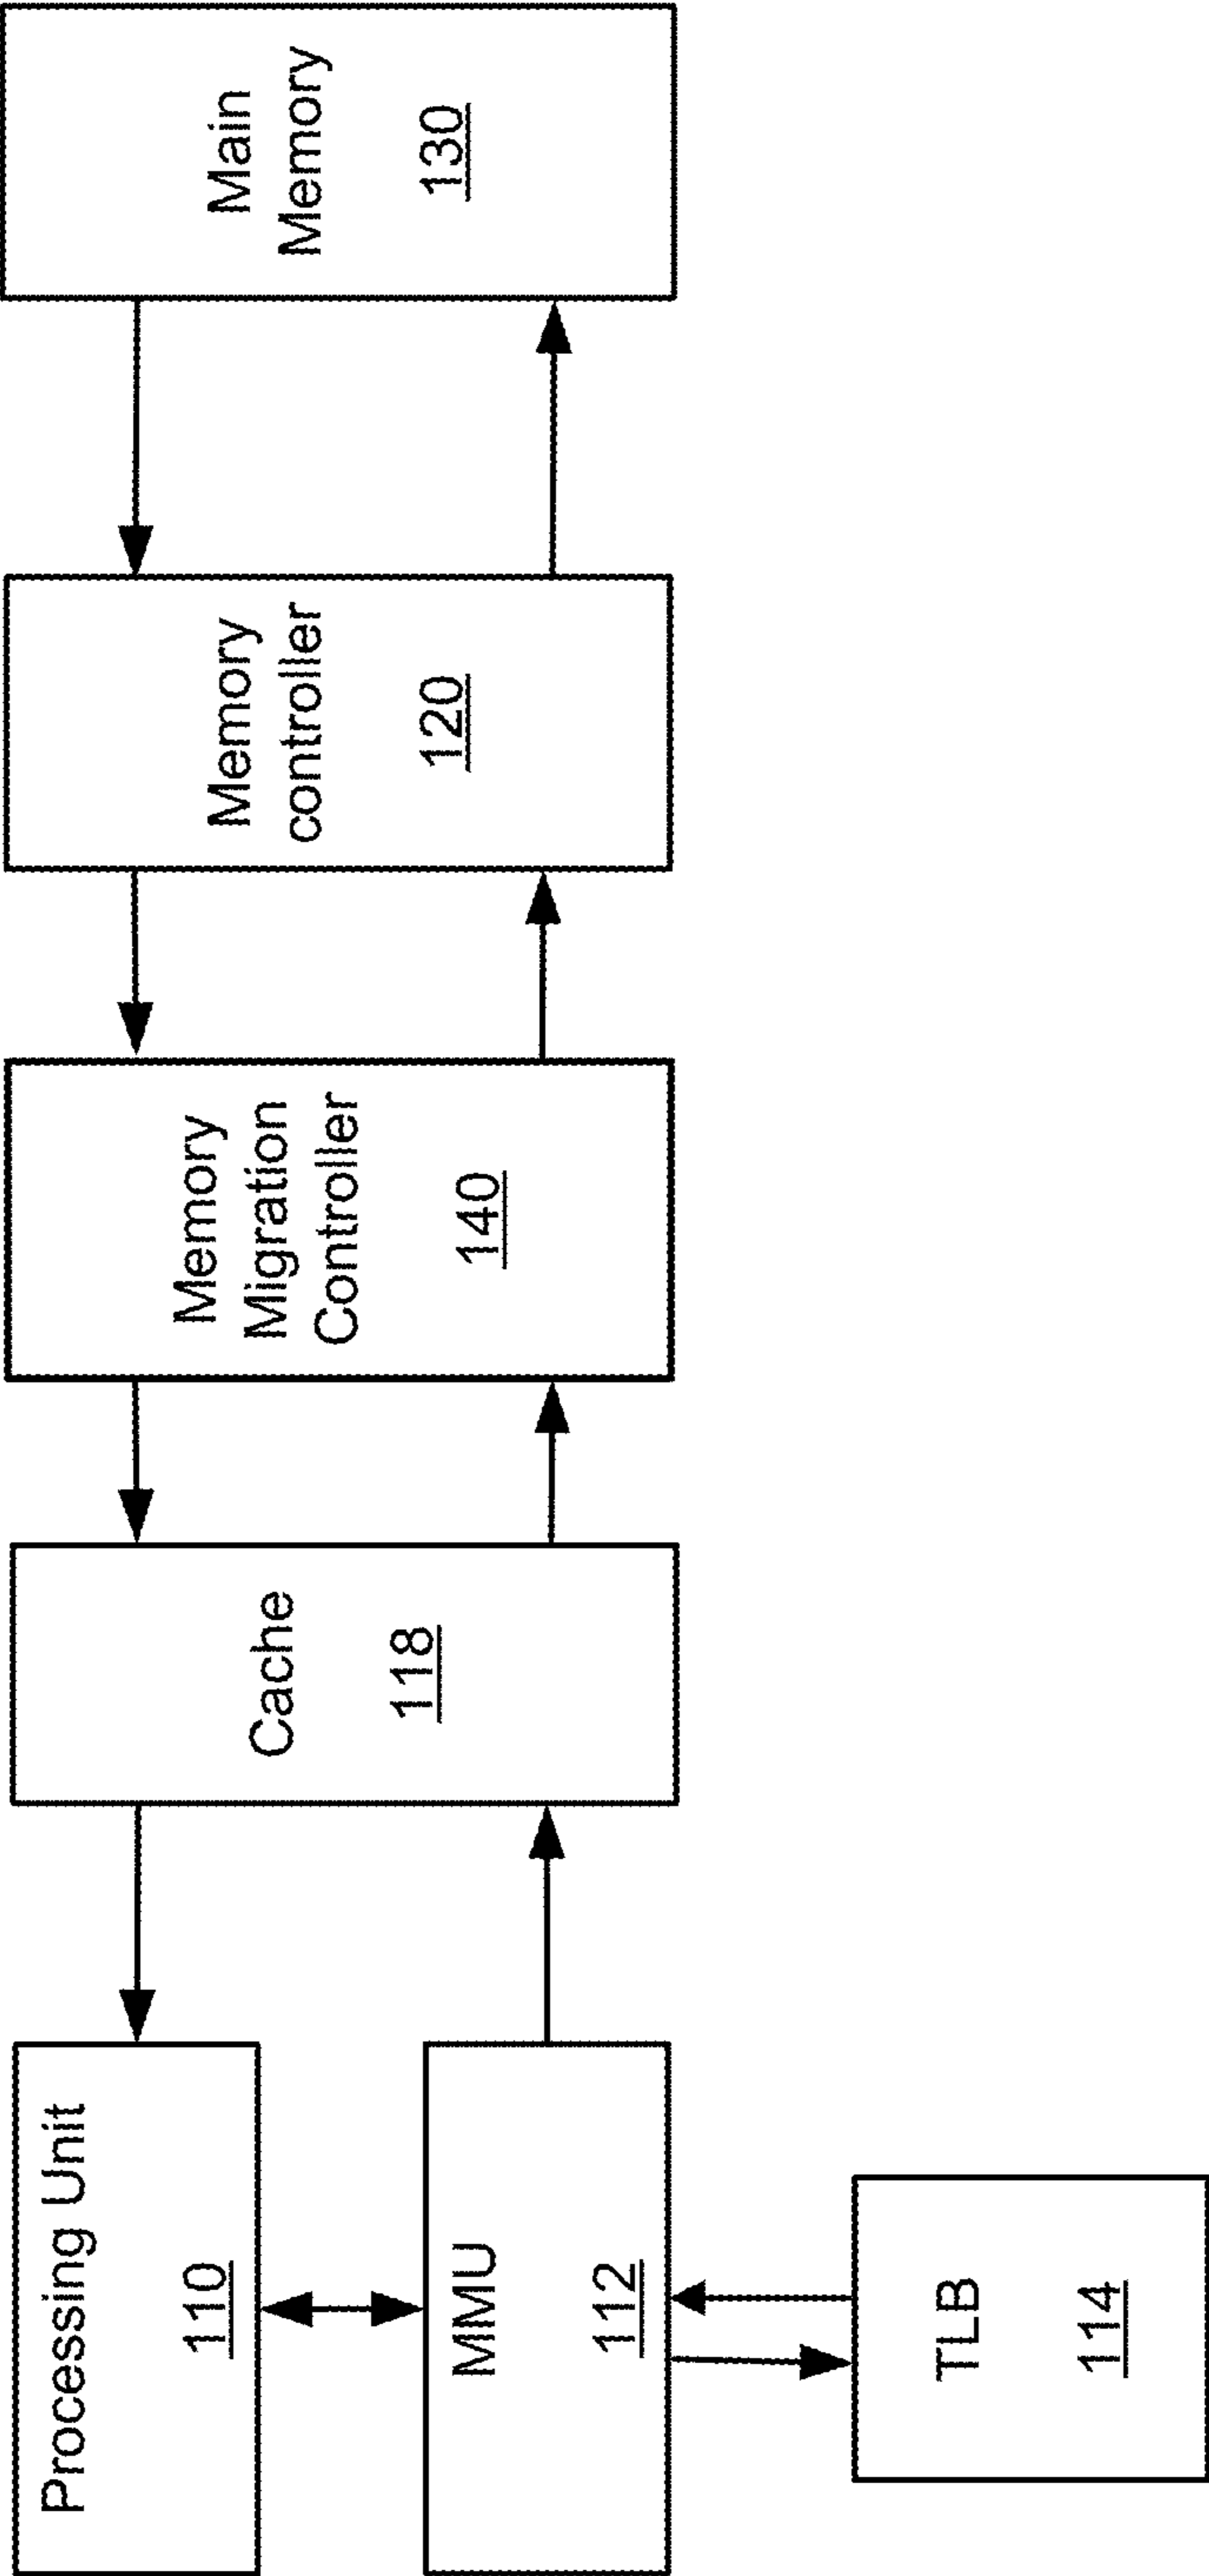 Processing Unit
110
MMU
112
TLB
114
Cache
118
Memory
Migration
Controller
140
Memory
controller
120
Main
Memory
130